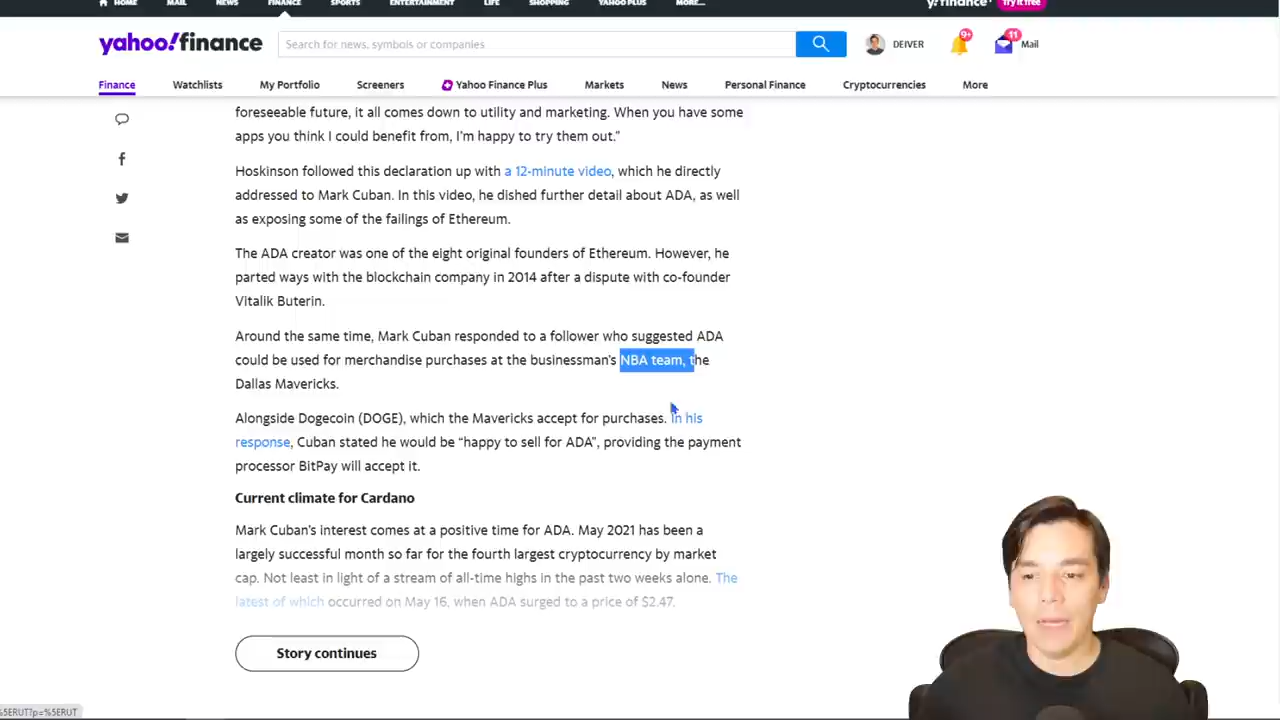 HOME MAIL NEWS FINANCE SPORTS ENTERTAINMENT LIFE SHOPPING YAHOO PLUS MORE... y!finance+ Try it free
yahoo!finance Search for news, symbols or companies DEIVER 9+ 11 Mail
Finance Watchlists My Portfolio Screeners Yahoo Finance Plus Markets News Personal Finance Cryptocurrencies More
foreseeable future, it all comes down to utility and marketing. When you have some
apps you think I could benefit from, I'm happy to try them out."
Hoskinson followed this declaration up with a 12-minute video, which he directly
addressed to Mark Cuban. In this video, he dished further detail about ADA, as well
as exposing some of the failings of Ethereum.
The ADA creator was one of the eight original founders of Ethereum. However, he
parted ways with the blockchain company in 2014 after a dispute with co-founder
Vitalik Buterin.
Around the same time, Mark Cuban responded to a follower who suggested ADA
could be used for merchandise purchases at the businessman's NBA team, the
Dallas Mavericks.
Alongside Dogecoin (DOGE), which the Mavericks accept for purchases. In his
response, Cuban stated he would be “happy to sell for ADA”, providing the payment
processor BitPay will accept it.
Current climate for Cardano
Mark Cuban's interest comes at a positive time for ADA. May 2021 has been a
largely successful month so far for the fourth largest cryptocurrency by market
cap. Not least in light of a stream of all-time highs in the past two weeks alone. The
latest of which occurred on May 16, when ADA surged to a price of $2.47.
Story continues
%5ERUT?p=%5ERUT